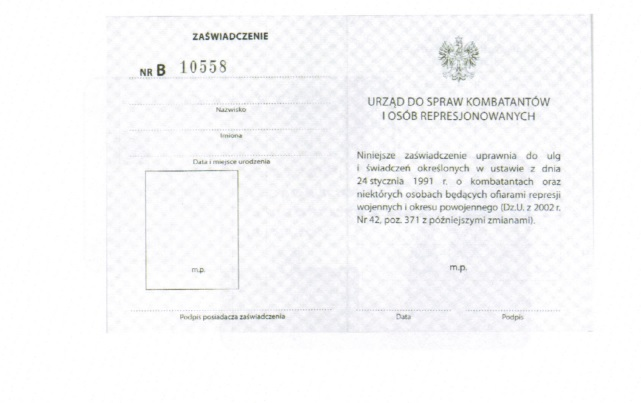 ZAŚWIADCZENIE
NR B 10558
Nazwisko
Imiona
Data i miejsce urodzenia
m.p.
Podpis posiadacza zaświadczenia
URZĄD DO SPRAW KOMBATANTÓW
I OSÓB REPRESJONOWANYCH
Niniejsze zaświadczenie uprawnia do ulg
i świadczeń określonych w ustawie z dnia
24 stycznia 1991 r. o kombatantach oraz
niektórych osobach będących ofiarami represji
wojennych i okresu powojennego (Dz.U. z 2002 r.
Nr 42, poz. 371 z późniejszymi zmianami).
m.p.
Data
Podpis